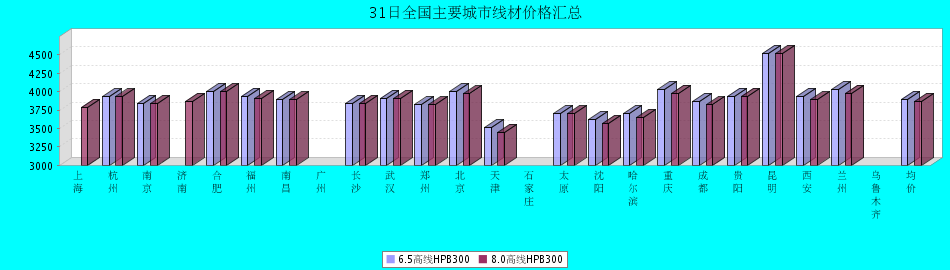 31日全国主要城市线材价格汇总
4500
4250
4000
3750
3500
3250
3000
上海 杭州 南京 济南 合肥 福州 南昌 广州 长沙 武汉 郑州 北京 天津 石家庄 太原 沈阳 哈尔滨 重庆 成都 贵阳 昆明 西安 兰州 乌鲁木齐 均价
6.5高线HPB300 8.0高线HPB300